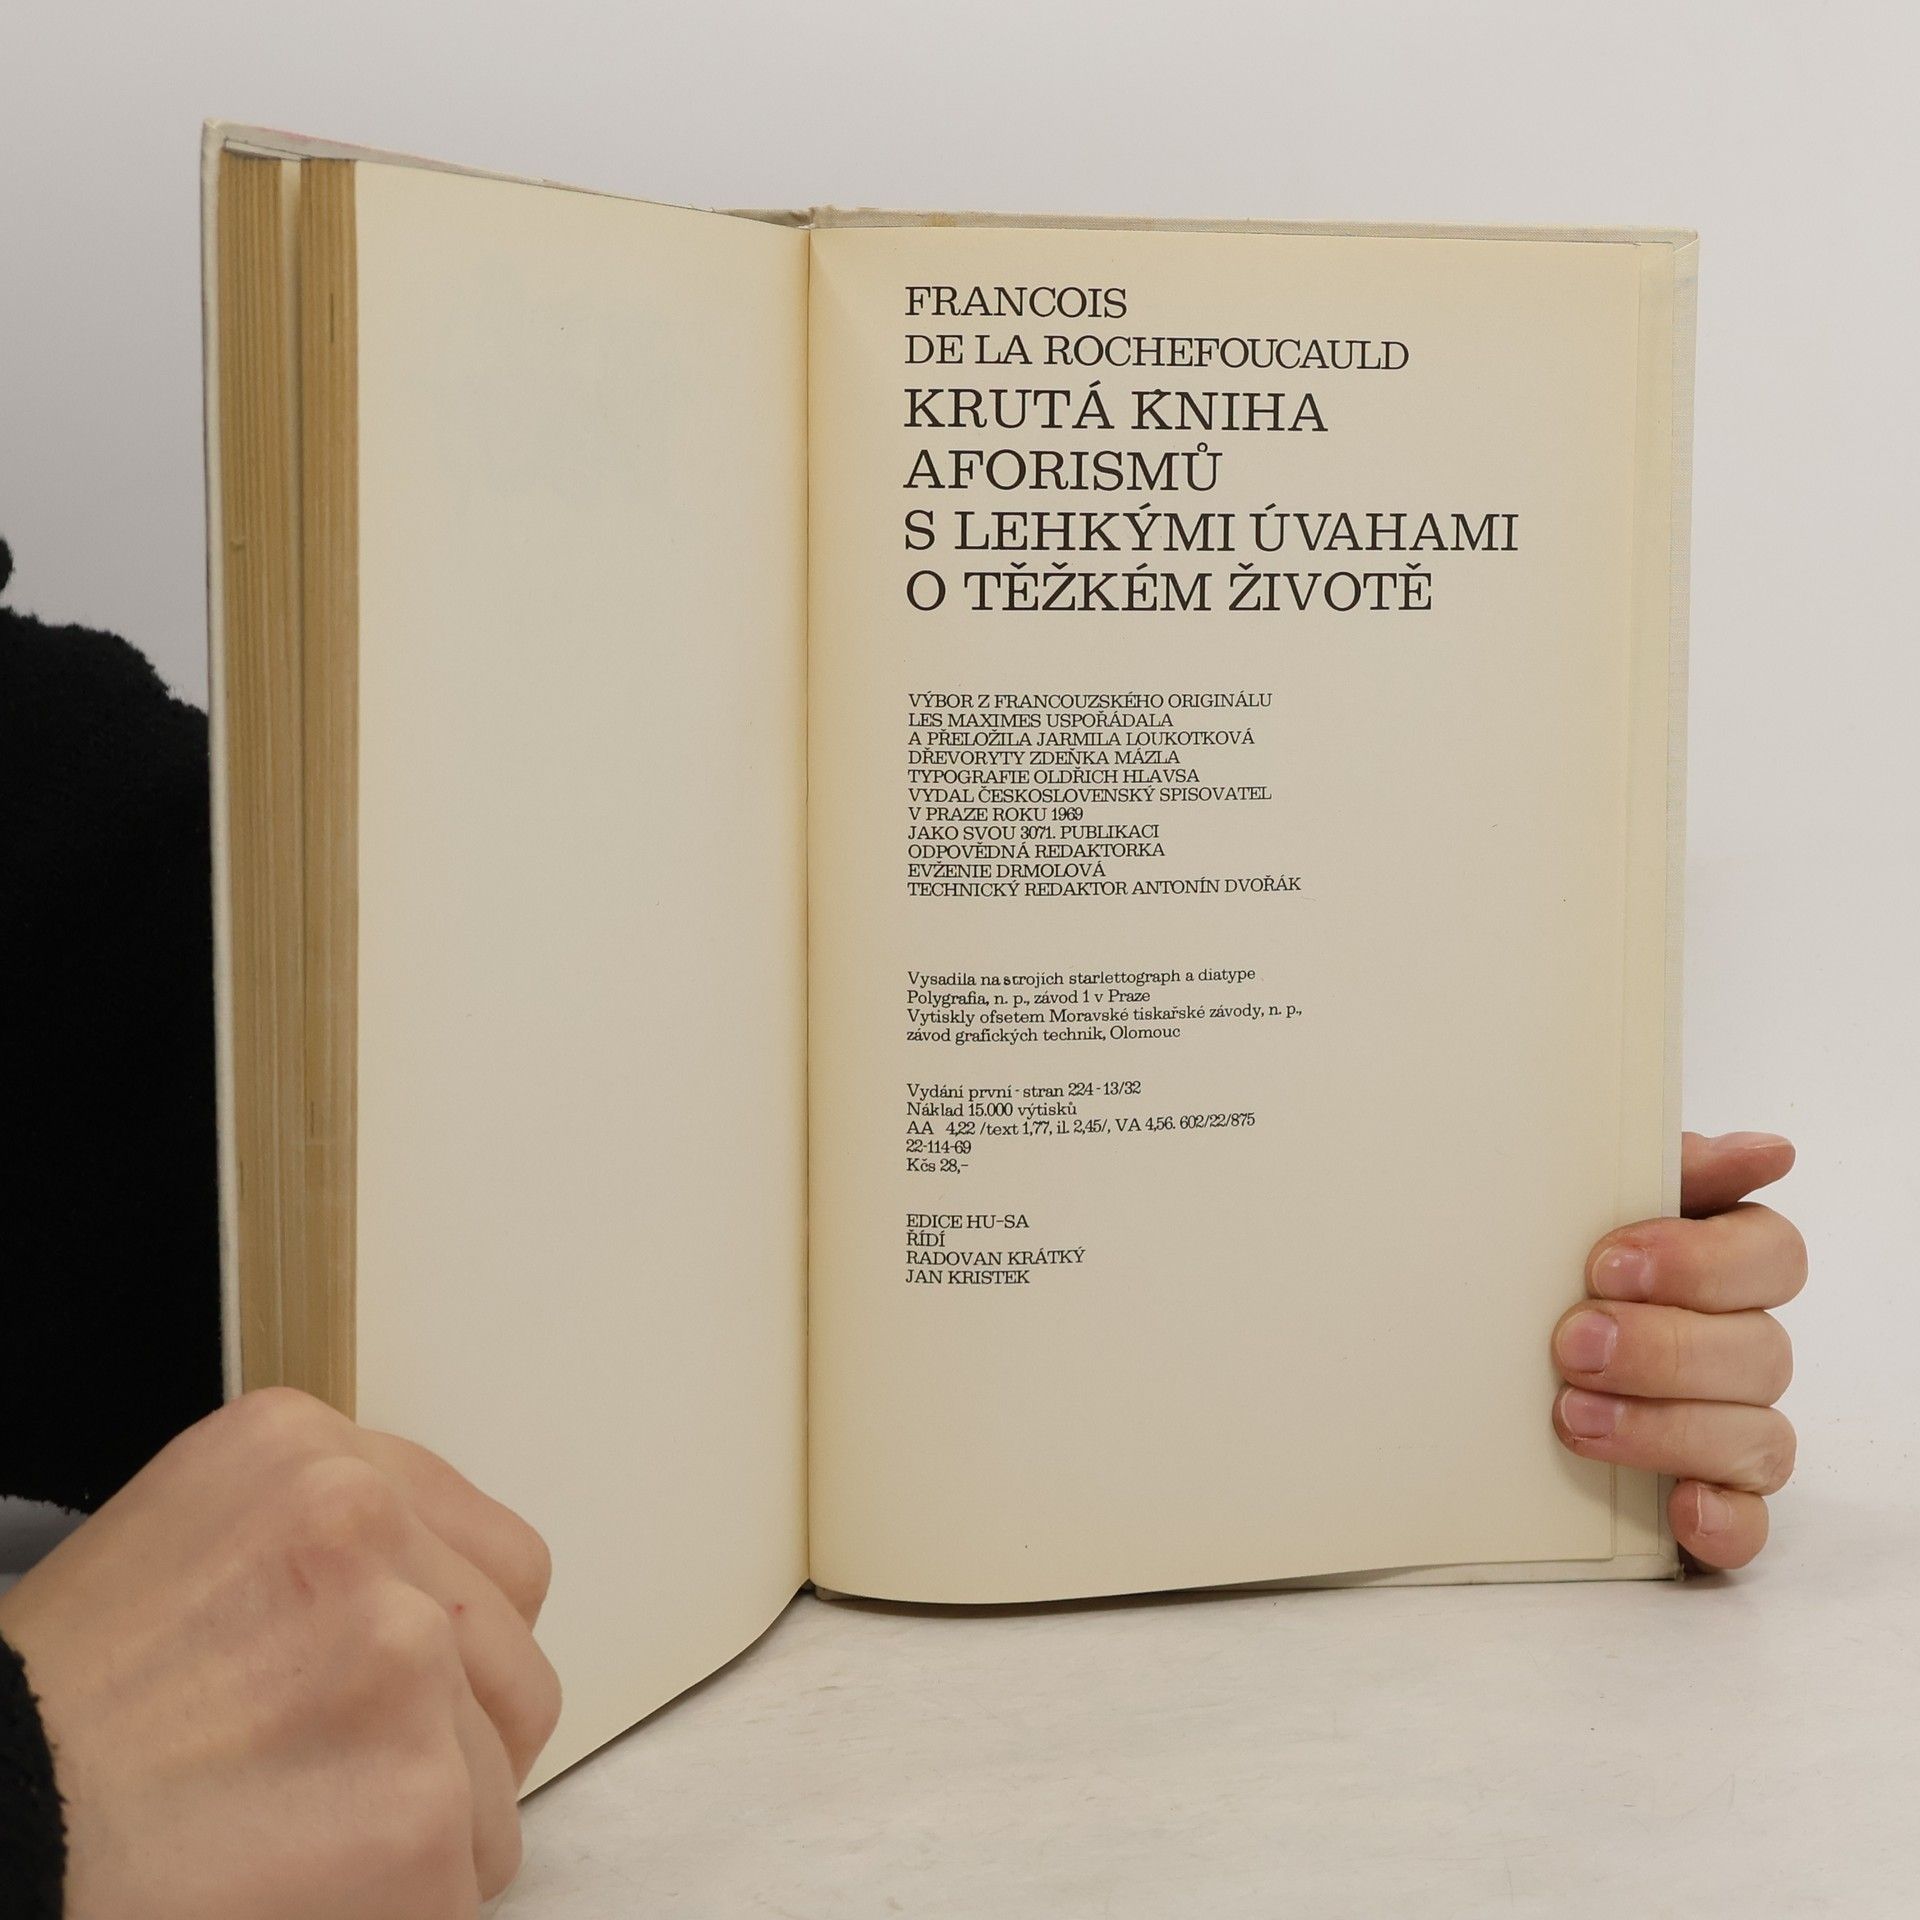 FRANCOIS
DE LA ROCHEFOUCAULD
KRUTÁ KNIHA
AFORISMŮ
S LEHKÝMI ÚVAHAMI
O TĚŽKÉM ŽIVOTĚ
VÝBOR Z FRANCOUZSKÉHO ORIGINÁLU
LES MAXIMES USPOŘÁDALA
A PŘELOŽILA JARMILA LOUKOTKOVÁ
DŘEVORYTY ZDEŇKA MÁZLA
TYPOGRAFIE OLDŘICH HLAVSA
VYDAL ČESKOSLOVENSKÝ SPISOVATEL
V PRAZE ROKU 1969
JAKO SVOU 3071. PUBLIKACI
ODPOVĚDNÁ REDAKTORKA
EVŽENIE DRMOLOVÁ
TECHNICKÝ REDAKTOR ANTONÍN DVOŘÁK
Vysadila na strojích starlettograph a diatype
Polygrafia, n. p., závod 1 v Praze
Vytiskly ofsetem Moravské tiskařské závody, n. p.,
závod grafických technik, Olomouc
Vydání první - stran 224 - 13/32
Náklad 15.000 výtisků
AA 4,22 /text 1,77, il. 2,45/, VA 4,56. 602/22/875
22-114-69
Kčs 28,-
EDICE HU-SA
ŘÍDÍ
RADOVAN KRÁTKÝ
JAN KRISTEK